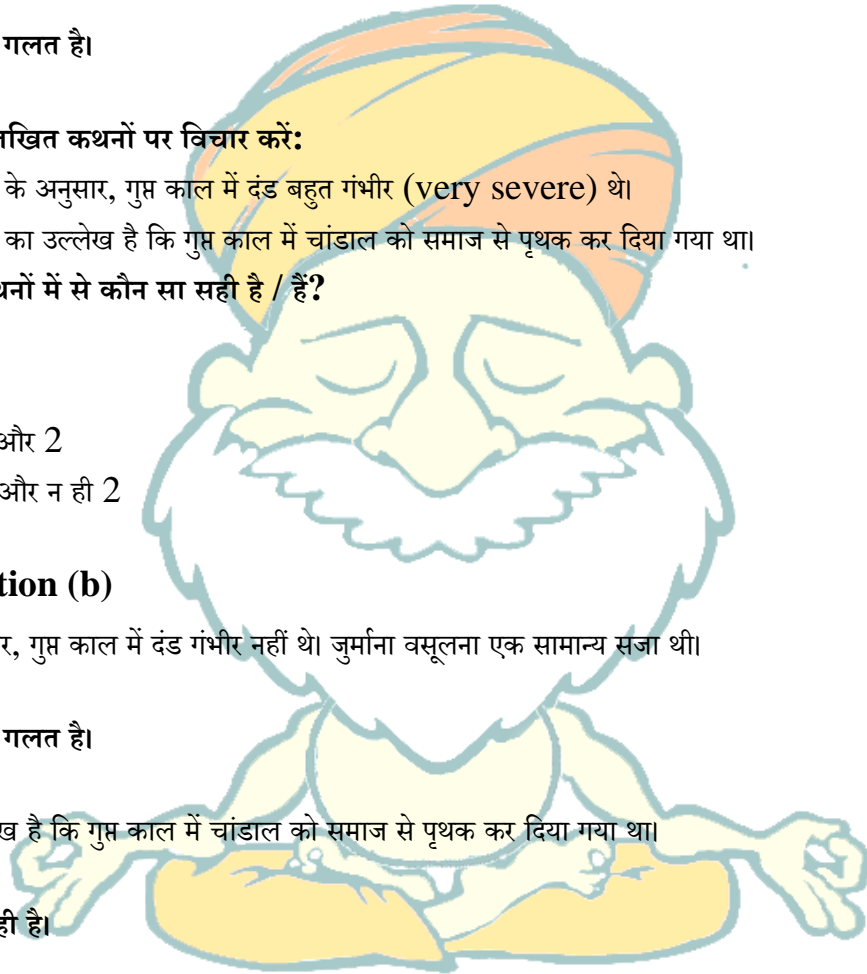 गलत है।
लिखित कथनों पर विचार करें:
के अनुसार, गुप्त काल में दंड बहुत गंभीर (very severe) थे।
का उल्लेख है कि गुप्त काल में चांडाल को समाज से पृथक कर दिया गया था।
थनों में से कौन सा सही है / हैं?
और 2
और न ही 2
tion (b)
र, गुप्त काल में दंड गंभीर नहीं थे। जुर्माना वसूलना एक सामान्य सजा थी।
गलत है।
ख है कि गुप्त काल में चांडाल को समाज से पृथक कर दिया गया था।
ही है।